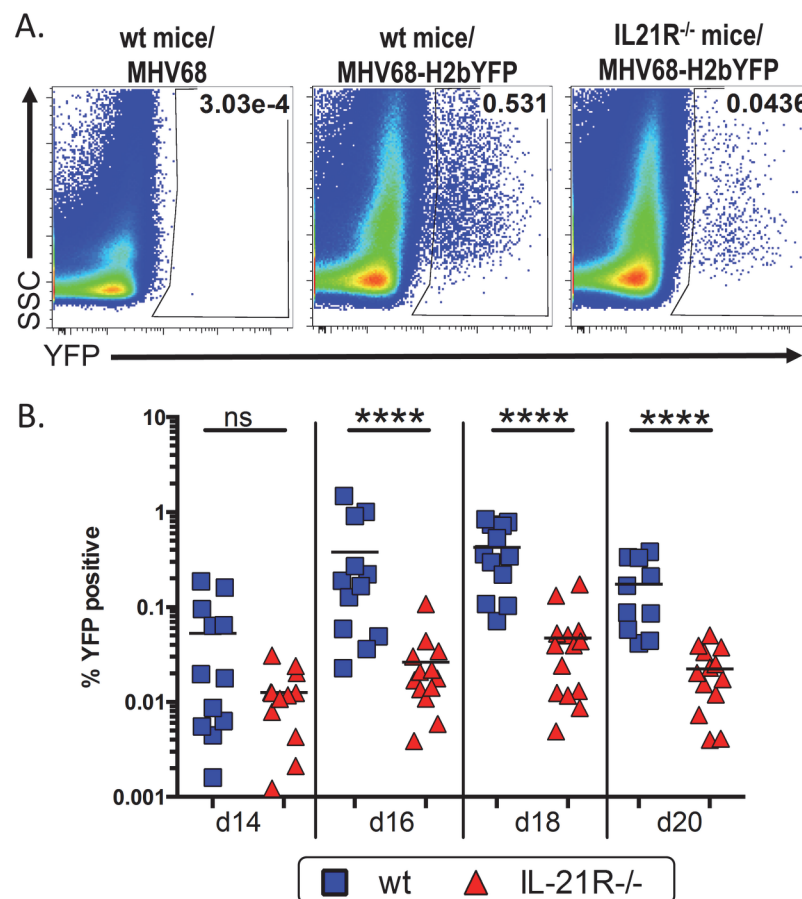 A.
wt mice/
MHV68
wt mice/
MHV68-H2bYFP
IL21R-/- mice/
MHV68-H2bYFP
3.03e-4
0.531
0.0436
SSC
YFP
B.
ns
****
****
****
10
1
0.1
0.01
0.001
% YFP positive
d14
d16
d18
d20
wt
IL-21R-/-